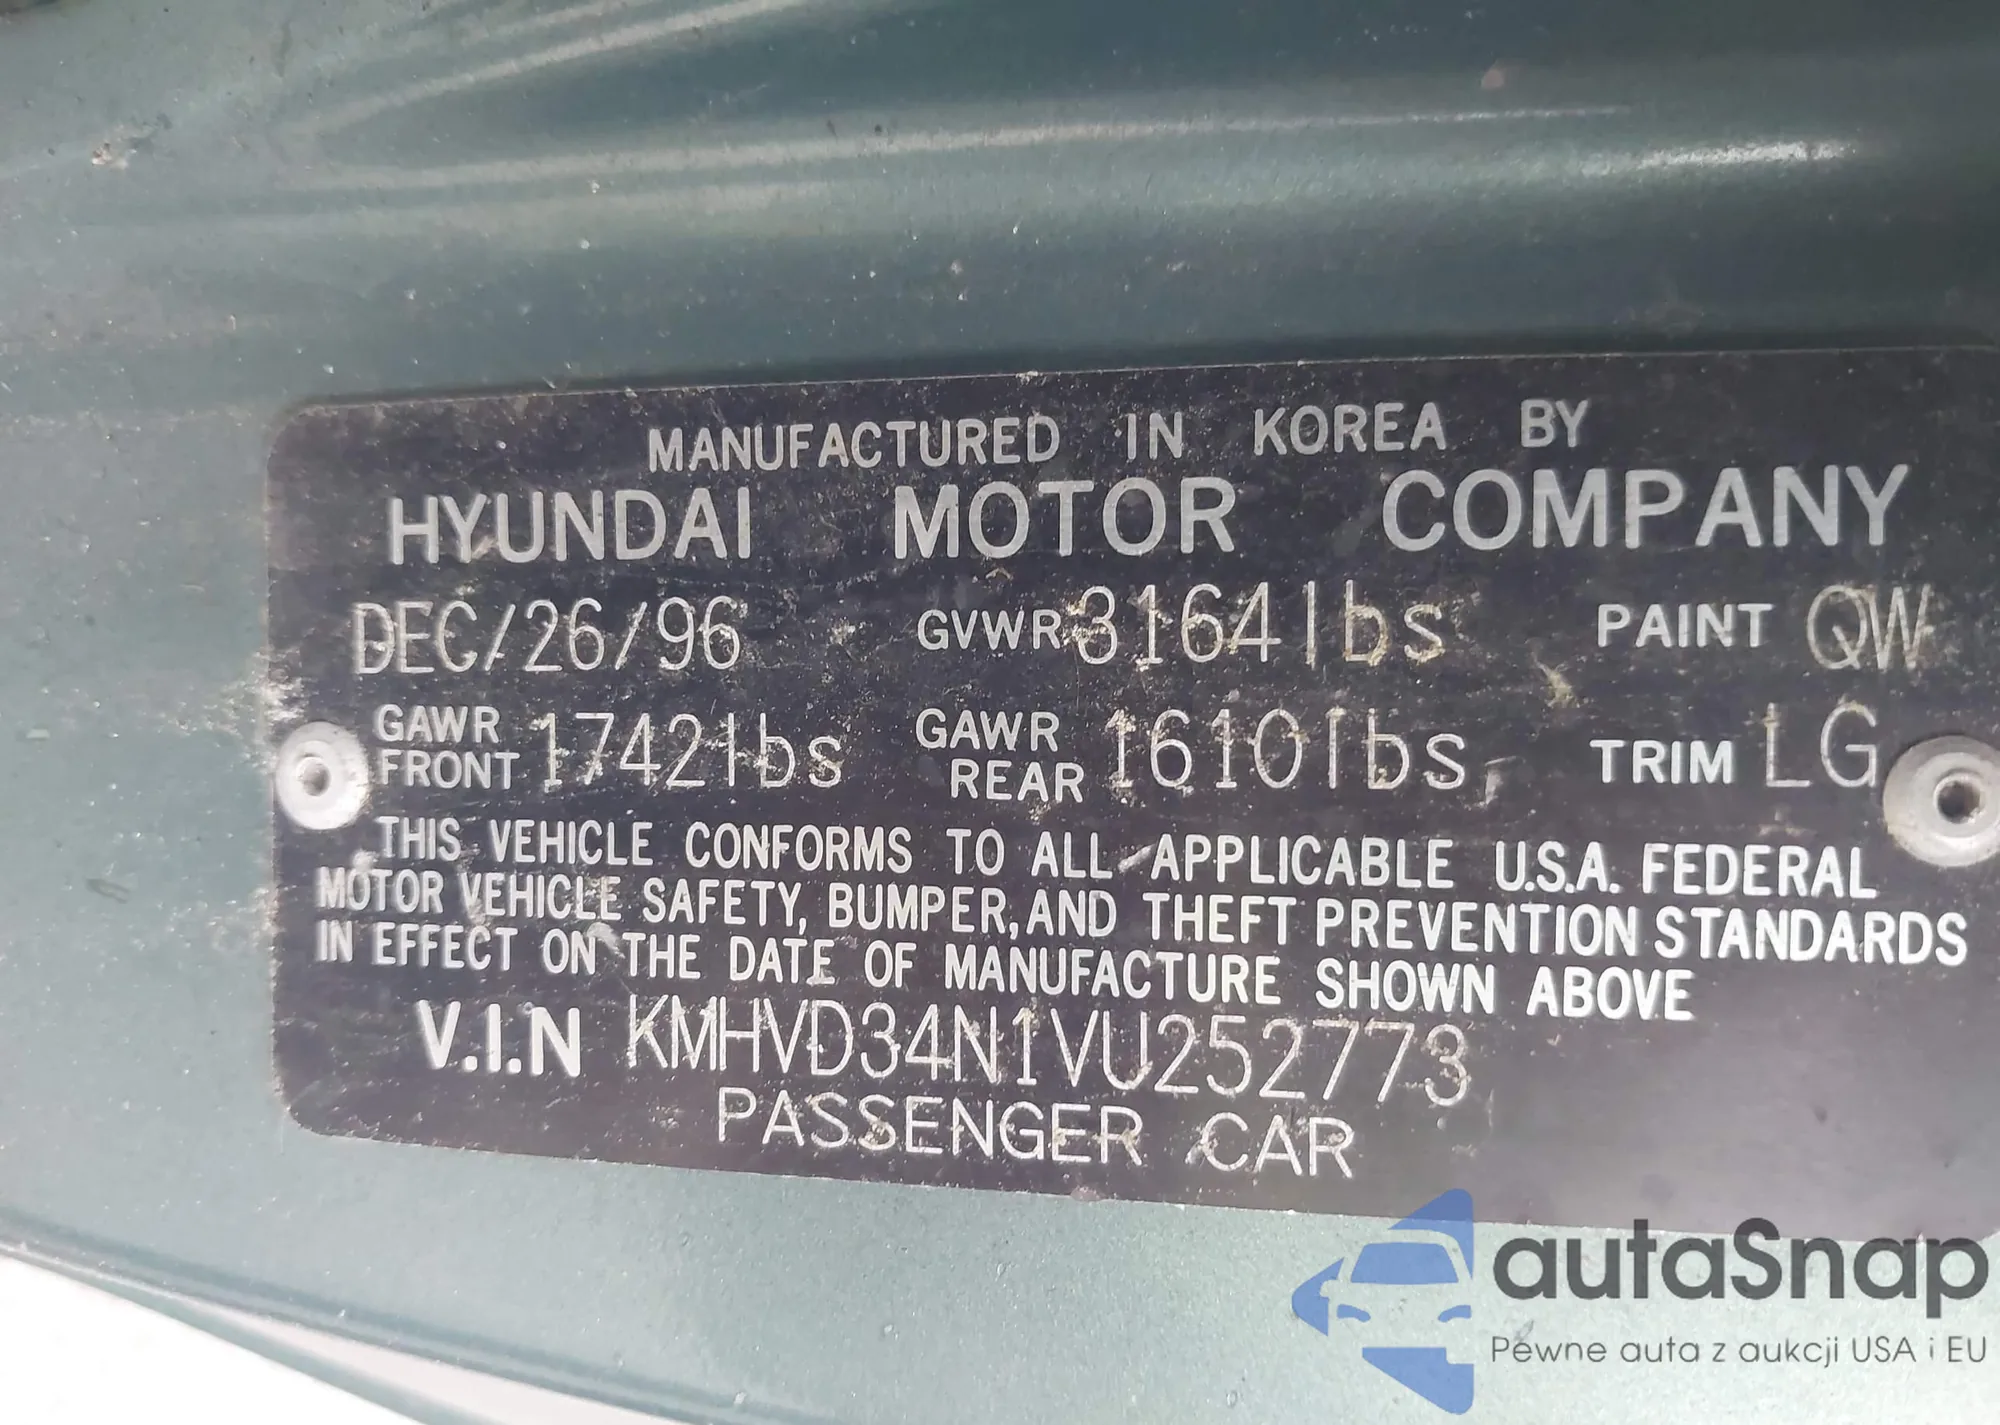 MANUFACTURED IN KOREA BY
HYUNDAI MOTOR COMPANY
DEC/26/96 GVWR 3164lbs PAINT QW
GAWR FRONT 1742lbs GAWR REAR 1610lbs TRIM LG
THIS VEHICLE CONFORMS TO ALL APPLICABLE U.S.A. FEDERAL
MOTOR VEHICLE SAFETY, BUMPER, AND THEFT PREVENTION STANDARDS
IN EFFECT ON THE DATE OF MANUFACTURE SHOWN ABOVE
V.I.N KMHVD34N1VU252773
PASSENGER CAR
autaSnap
Pewne auta z aukcji USA i EU